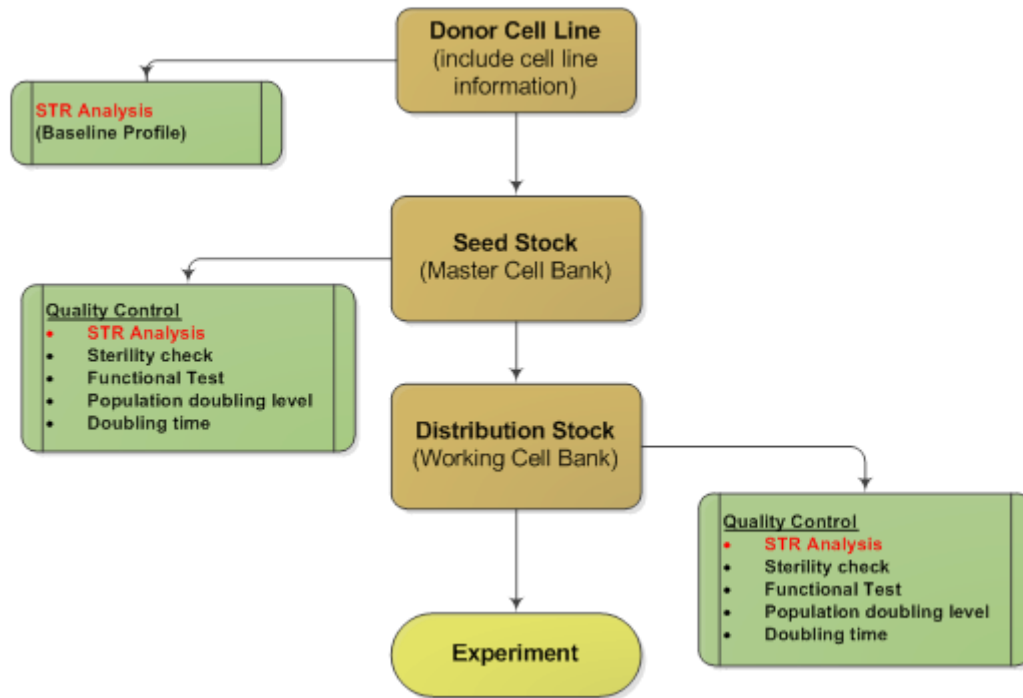 Donor Cell Line
(include cell line
information)
STR Analysis
(Baseline Profile)
Seed Stock
(Master Cell Bank)
Quality Control
• STR Analysis
• Sterility check
• Functional Test
• Population doubling level
• Doubling time
Distribution Stock
(Working Cell Bank)
Quality Control
• STR Analysis
• Sterility check
• Functional Test
• Population doubling level
• Doubling time
Experiment